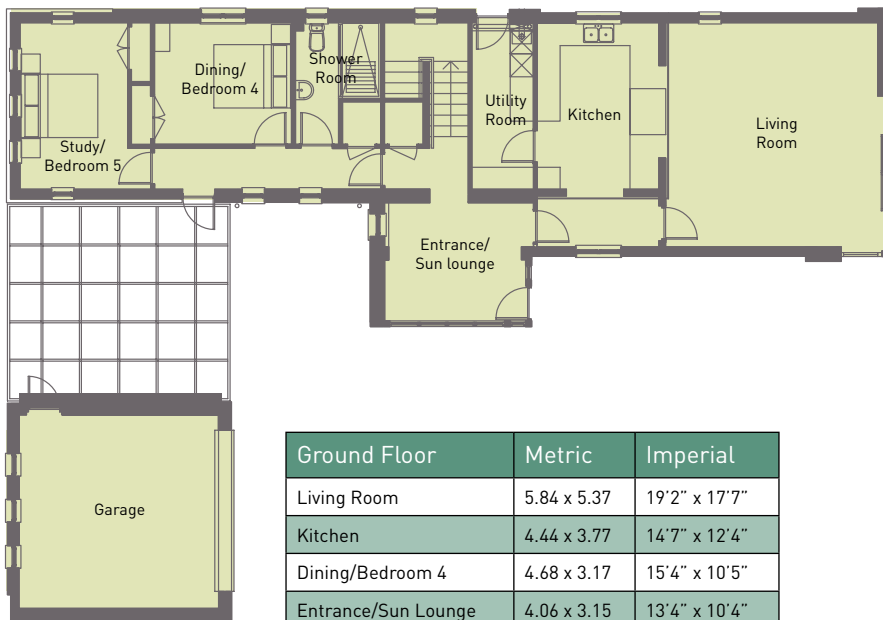 Shower
Room
Dining/
Bedroom 4
Utility
Room
Kitchen
Living
Room
Study/
Bedroom 5
Entrance/
Sun lounge
Garage
Ground Floor Metric Imperial
Living Room 5.84 x 5.37 19'2” x 17'7”
Kitchen 4.44 x 3.77 14'7” x 12'4”
Dining/Bedroom 4 4.68 x 3.17 15'4” x 10'5”
Entrance/Sun Lounge 4.06 x 3.15 13'4” x 10'4”